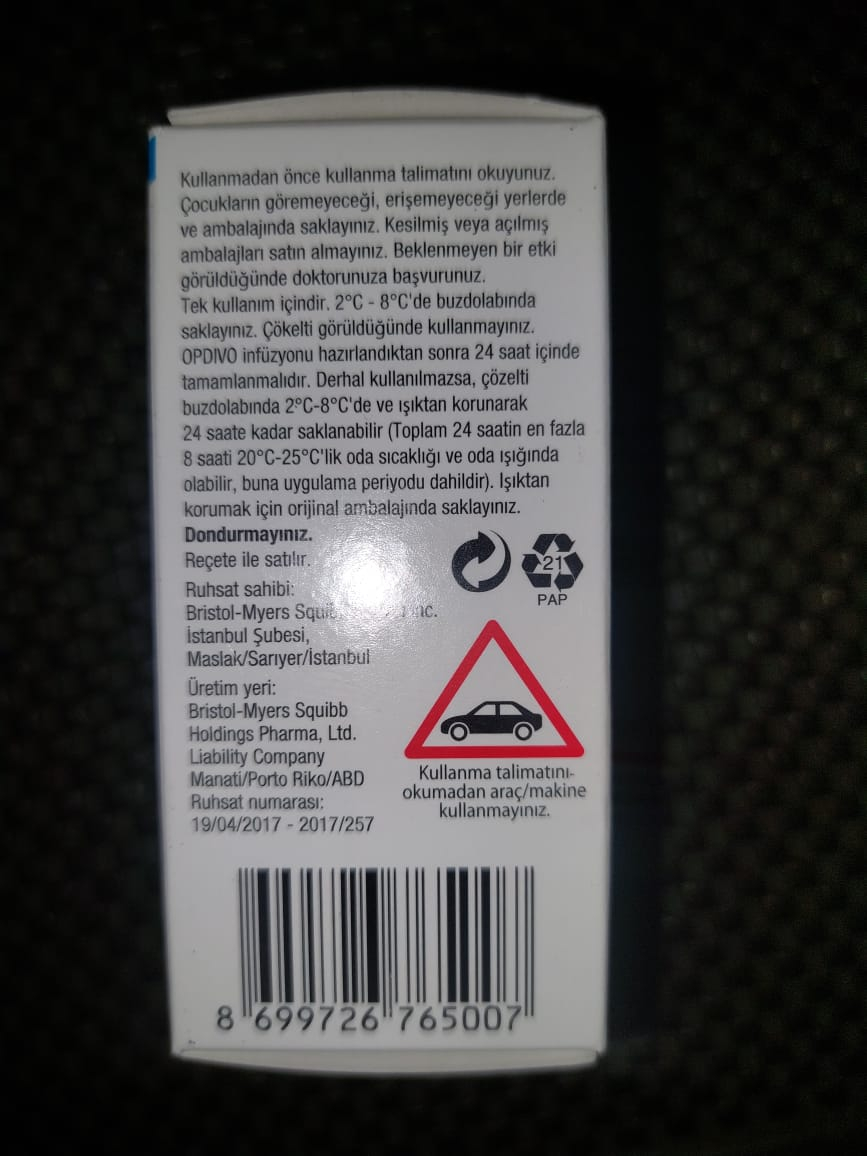 Kullanmadan önce kullanma talimatını okuyunuz.
Çocukların göremeyeceği, erişemeyeceği yerlerde
ve ambalajında saklayınız. Kesilmiş veya açılmış
ambalajları satın almayınız. Beklenmeyen bir etki
görüldüğünde doktorunuza başvurunuz.
Tek kullanım içindir. 2°C - 8°C'de buzdolabında
saklayınız. Çökelti görüldüğünde kullanmayınız.
OPDIVO infüzyonu hazırlandıktan sonra 24 saat içinde
tamamlanmalıdır. Derhal kullanılmazsa, çözelti
buzdolabında 2°C-8°C'de ve ışıktan korunarak
24 saate kadar saklanabilir (Toplam 24 saatin en fazla
8 saati 20°C-25°C'lik oda sıcaklığı ve oda ışığında
olabilir, buna uygulama periyodu dahildir). Işıktan
korumak için orijinal ambalajında saklayınız.
Dondurmayınız.
Reçete ile satılır.
Ruhsat sahibi:
Bristol-Myers
İstanbul Şubesi,
Maslak/Sarıyer/İstanbul
Üretim yeri:
Bristol-Myers Squibb
Holdings Pharma, Ltd.
Liability Company
Manati/Porto Riko/ABD
Ruhsat numarası:
19/04/2017 - 2017/257
21
PAP
Kullanma talimatını-
okumadan araç/makine
kullanmayınız.
8 699726 765007